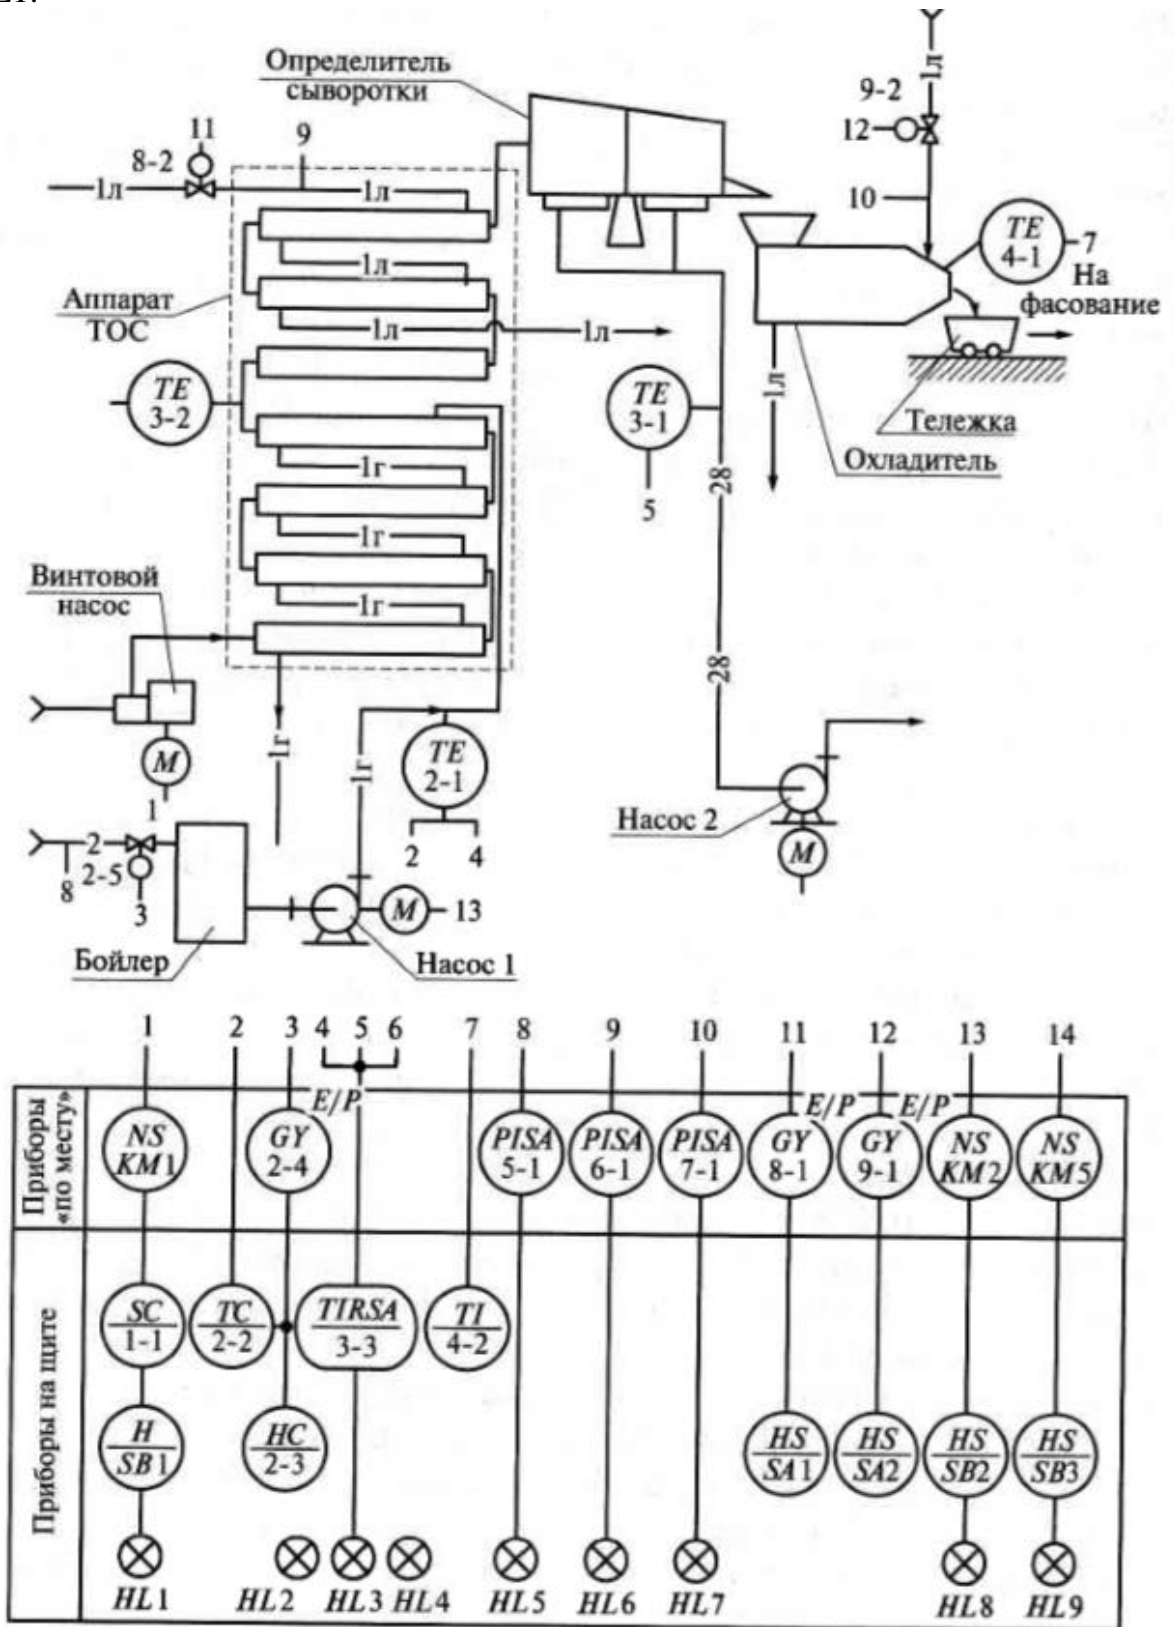 Определитель
сыворотки
1л
9-2
12
11
8-2
9
1л
1л
10
TE
4-1
7
На
фасование
1л
Аппарат
ТОС
1л
1л
TE
3-2
TE
3-1
1л
Тележка
Охладитель
1г
28
5
1г
Винтовой
насос
1г
28
M
1г
1г
TE
2-1
1
2
4
Насос 2
M
2
8
2-5
3
M
13
Бойлер
Насос 1
1
2
3
4
5
6
7
8
9
10
11
12
13
14
Приборы
«по месту»
E/P
E/P
E/P
NS
KM1
GY
2-4
PISA
5-1
PISA
6-1
PISA
7-1
GY
8-1
GY
9-1
NS
KM2
NS
KM5
Приборы на щите
SC
1-1
TC
2-2
TIRSA
3-3
TI
4-2
H
SB1
HC
2-3
HS
SA1
HS
SA2
HS
SB2
HS
SB3
HL1
HL2
HL3
HL4
HL5
HL6
HL7
HL8
HL9